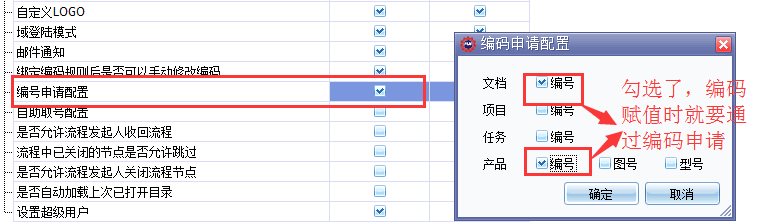 自定义LOGO
域登陆模式
邮件通知
绑定编码规则后是否可以手动修改编码
编号申请配置
自助取号配置
是否允许流程发起人收回流程
流程中已关闭的节点是否允许跳过
是否允许流程发起人关闭流程节点
是否自动加载上次已打开目录
设置超级用户
编码申请配置
文档 编号
项目 编号
任务 编号
产品 编号 图号 型号
确定 取消
勾选了，编码
赋值时就要通
过编码申请